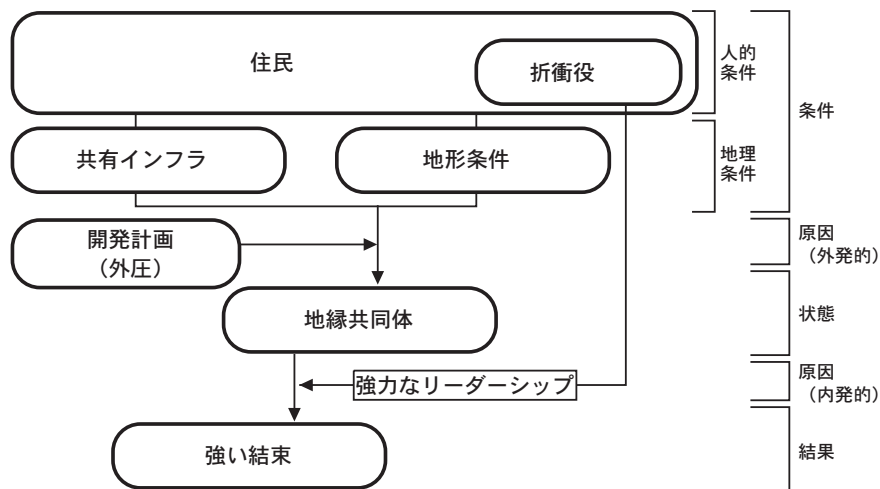 住民
折衝役
人的
条件
条件
共有インフラ
地形条件
地理
条件
開発計画
（外圧）
原因
（外発的）
地縁共同体
状態
強力なリーダーシップ
原因
（内発的）
強い結束
結果